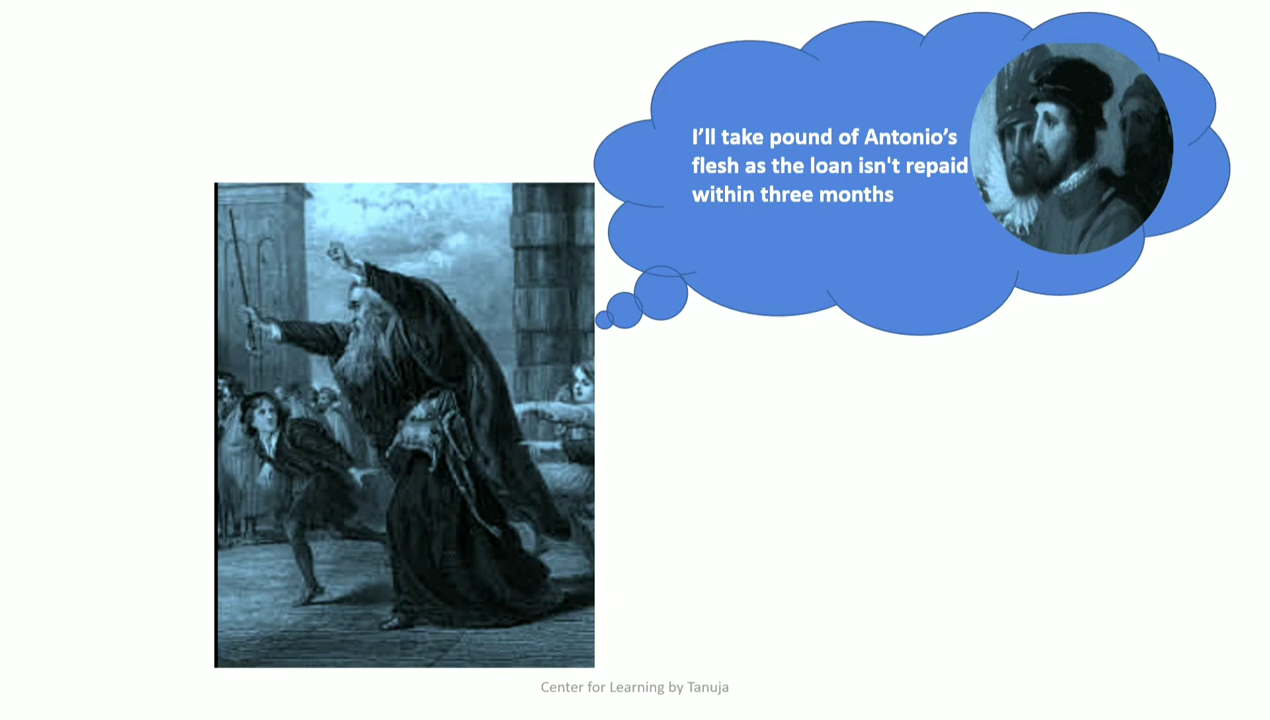 I'll take pound of Antonio's
flesh as the loan isn't repaid
within three months
Center for Learning by Tanuja